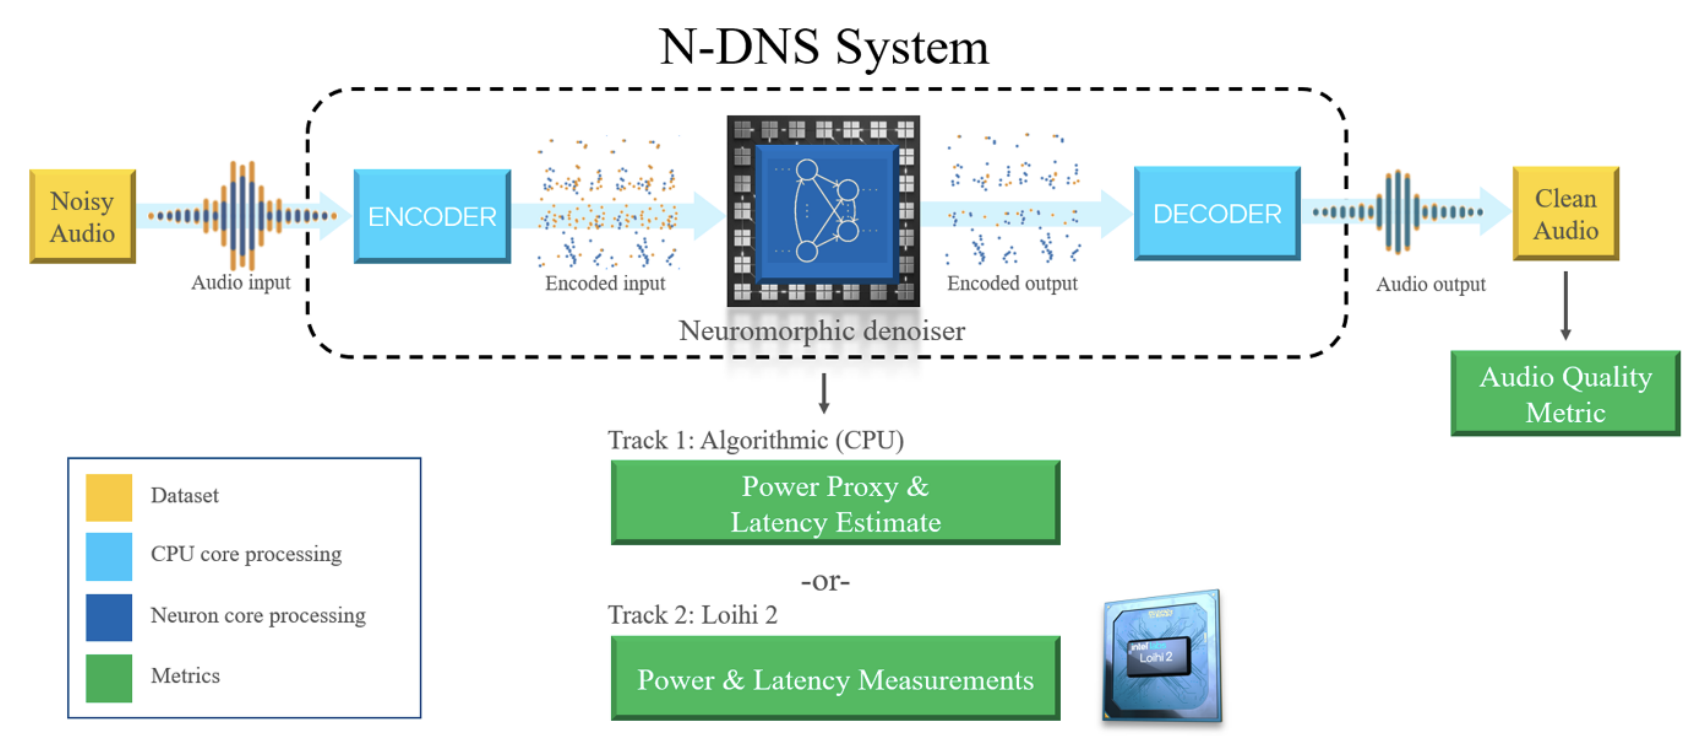 N-DNS System
Noisy
Audio
Audio input
ENCODER
Encoded input
Neuromorphic denoiser
Encoded output
DECODER
Audio output
Clean
Audio
Audio Quality
Metric
Track 1: Algorithmic (CPU)
Power Proxy &
Latency Estimate
-or-
Track 2: Loihi 2
Power & Latency Measurements
intel labs
Loihi 2
Dataset
CPU core processing
Neuron core processing
Metrics